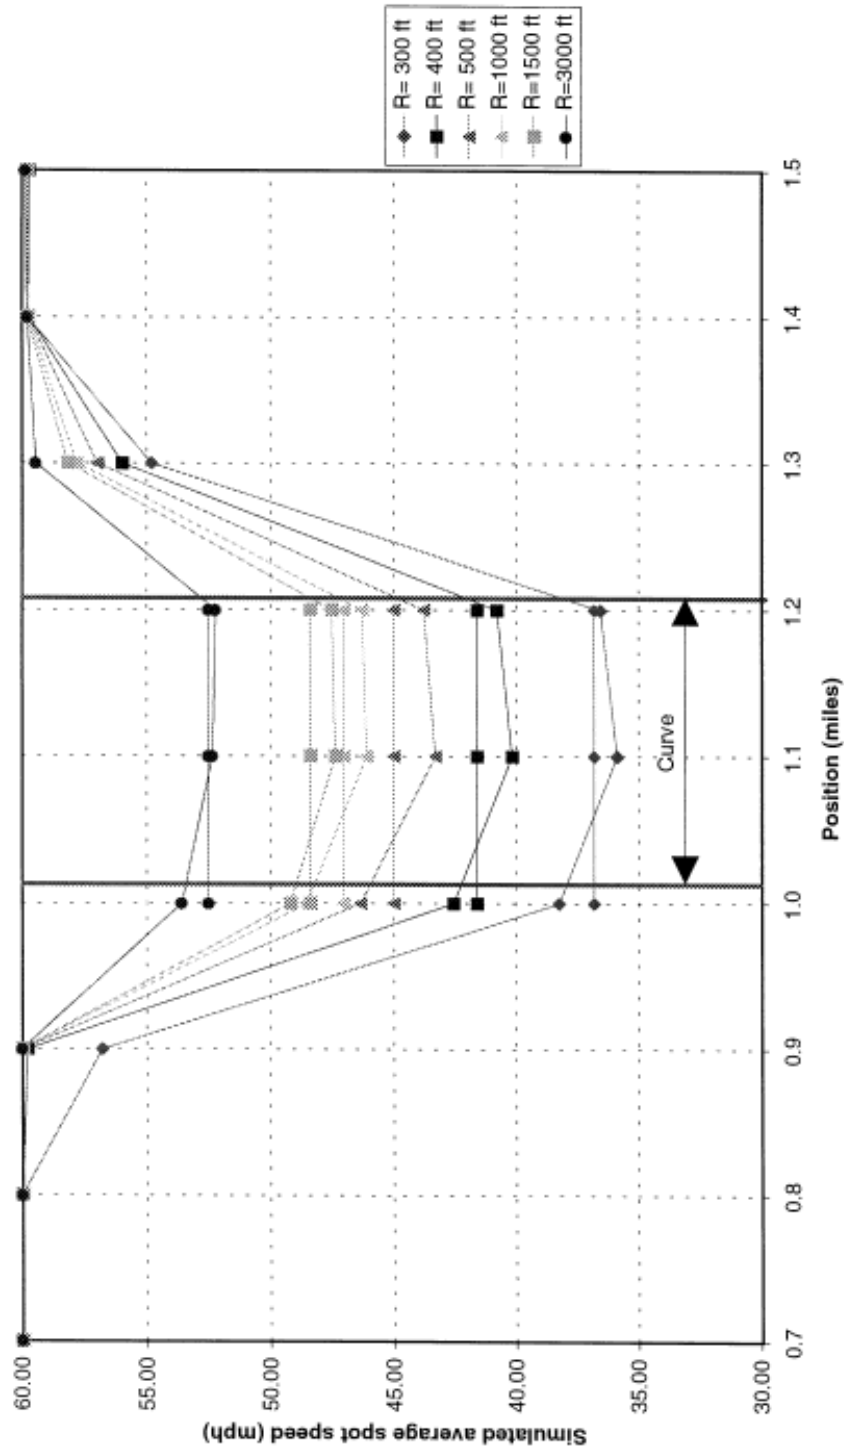 R= 300 ft
R= 400 ft
R= 500 ft
R=1000 ft
R=1500 ft
R=3000 ft
60.00
55.00
50.00
45.00
40.00
35.00
30.00
Simulated average spot speed (mph)
Curve
0.7
0.8
0.9
1.0
1.1
1.2
1.3
1.4
1.5
Position (miles)